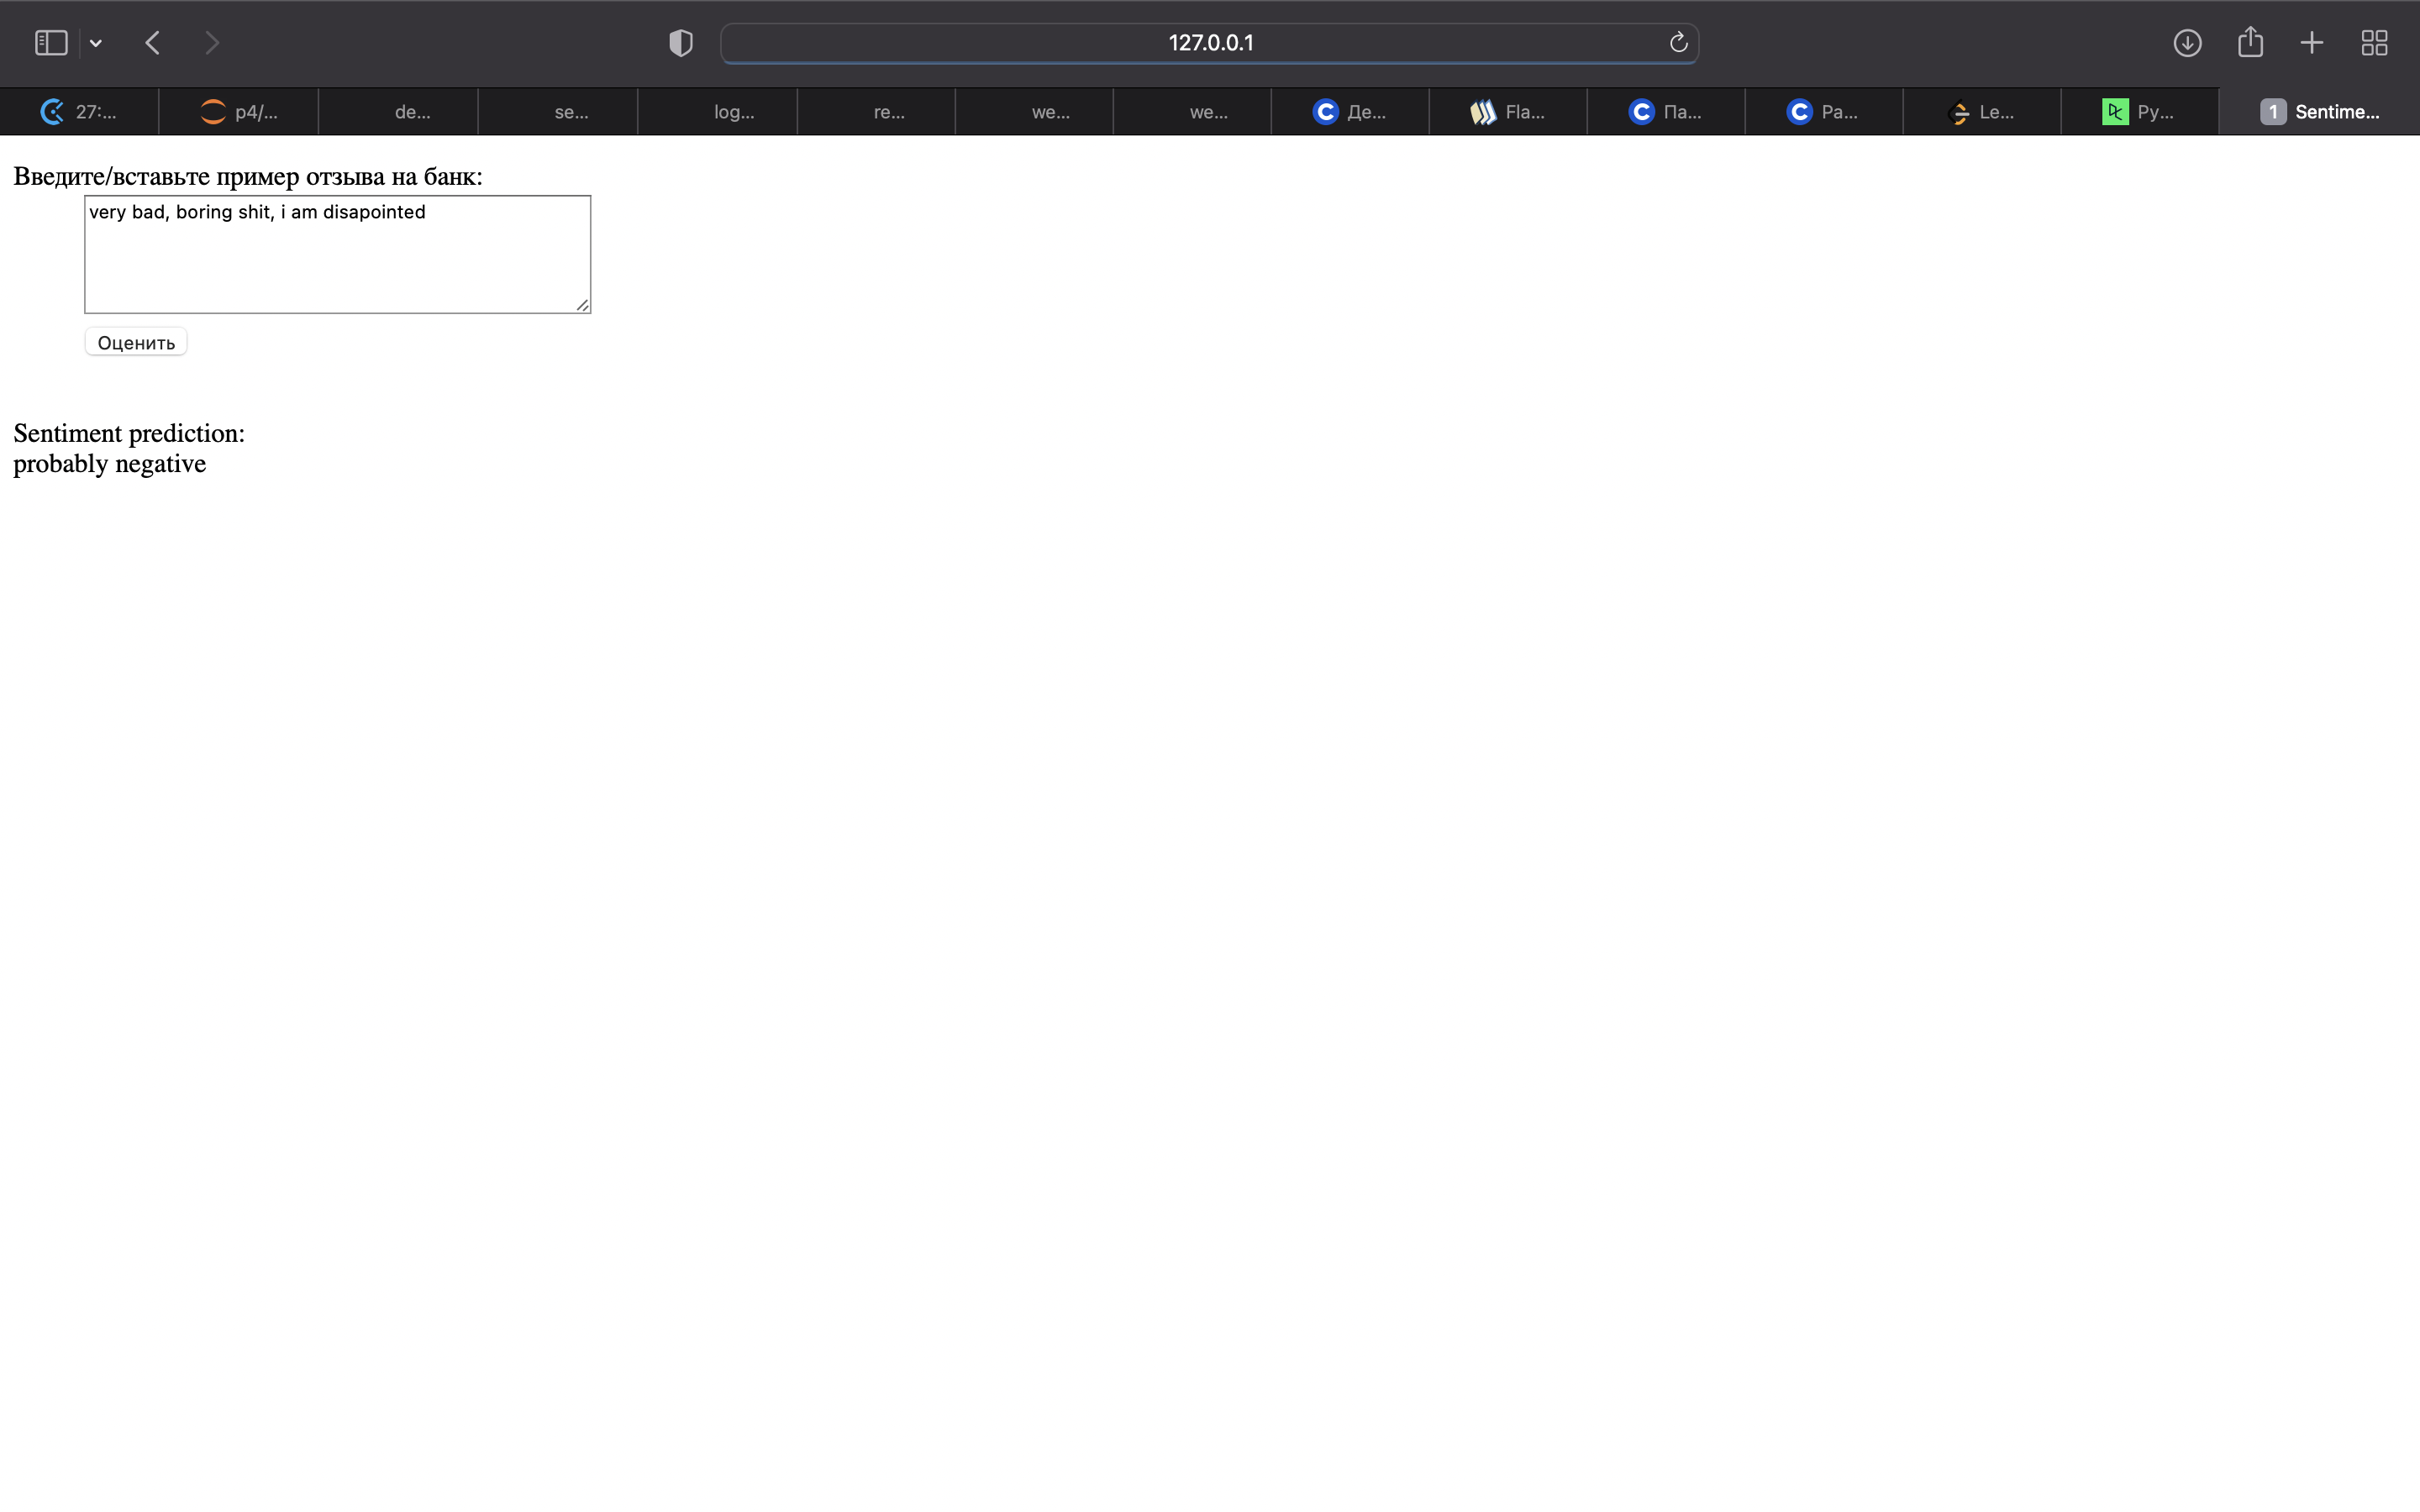 127.0.0.1
27:... p4/... de... se... log... re... we... we... Де... Fla... Па... Ра... Le... Py... 1 Sentime...
Введите/вставьте пример отзыва на банк:
very bad, boring shit, i am disapointed
Оценить
Sentiment prediction:
probably negative